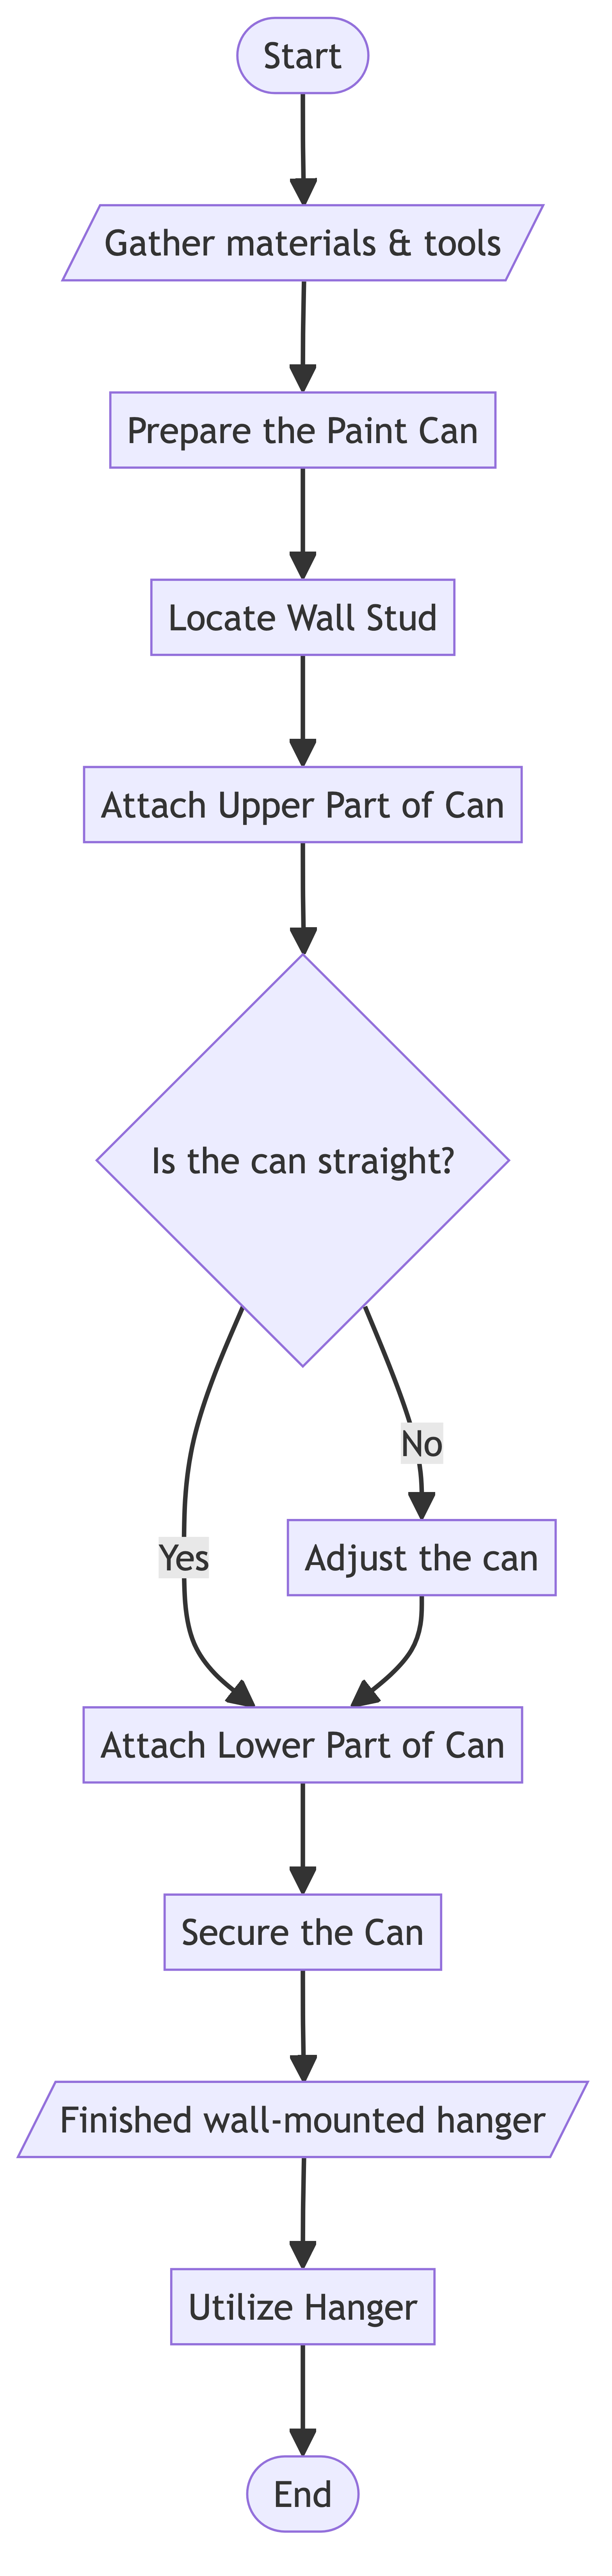 Start
Gather materials & tools
Prepare the Paint Can
Locate Wall Stud
Attach Upper Part of Can
Is the can straight?
No
Yes
Adjust the can
Attach Lower Part of Can
Secure the Can
Finished wall-mounted hanger
Utilize Hanger
End